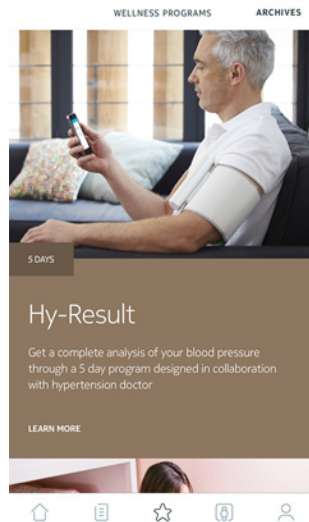 WELLNESS PROGRAMS
ARCHIVES
5 DAYS
Hy-Result
Get a complete analysis of your blood pressure
through a 5 day program designed in collaboration
with hypertension doctor
LEARN MORE